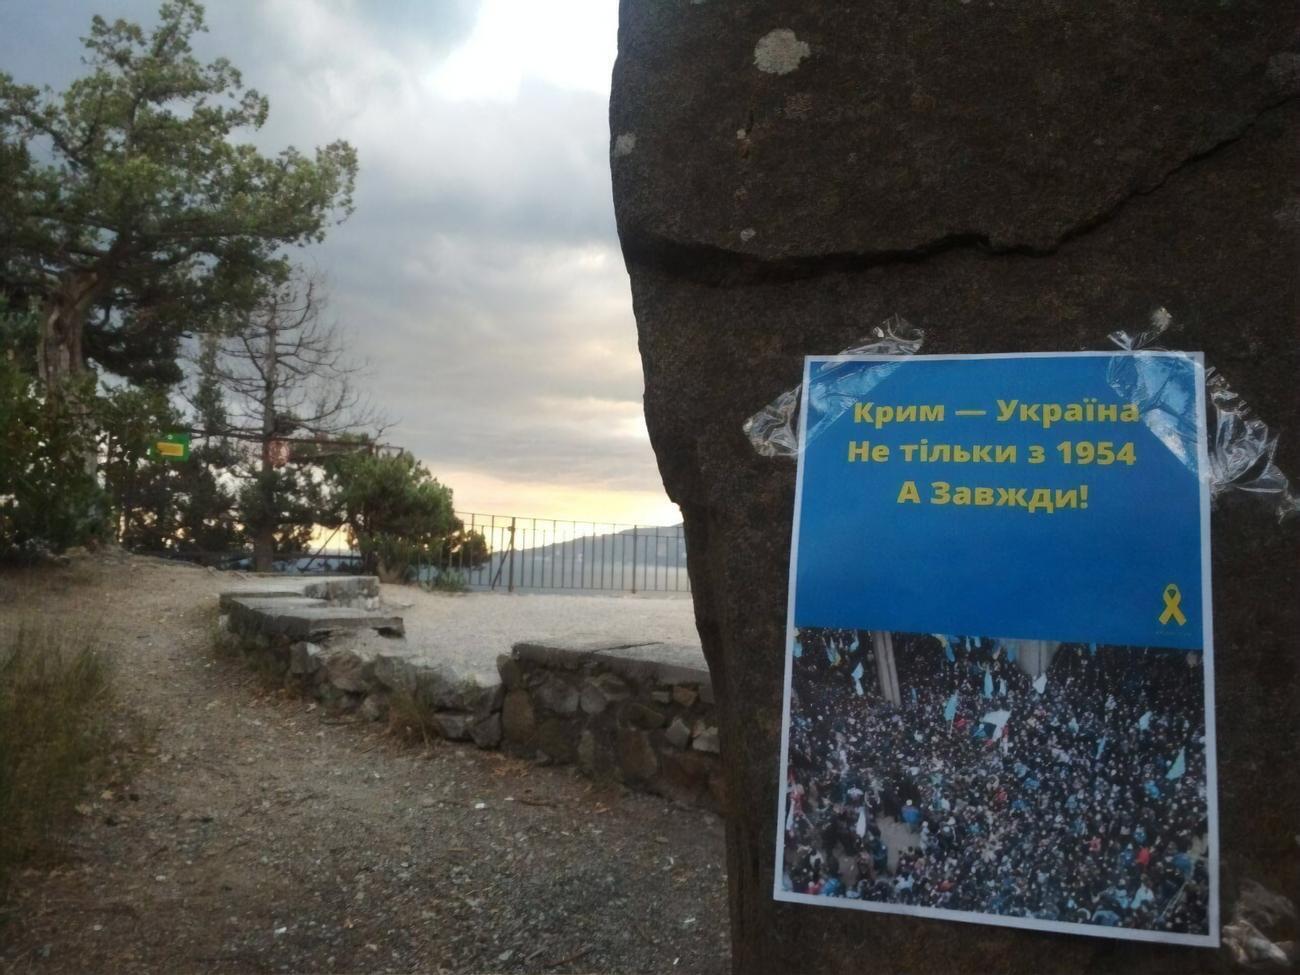 Крим — Україна
Не тільки з 1954
А Завжди!